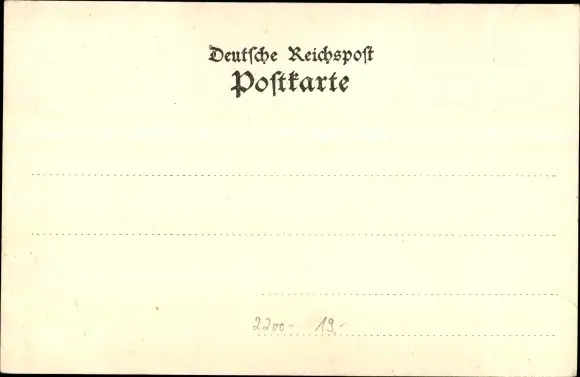 Deutſche Reichspoſt
Poſtkarte
2200- 19.-